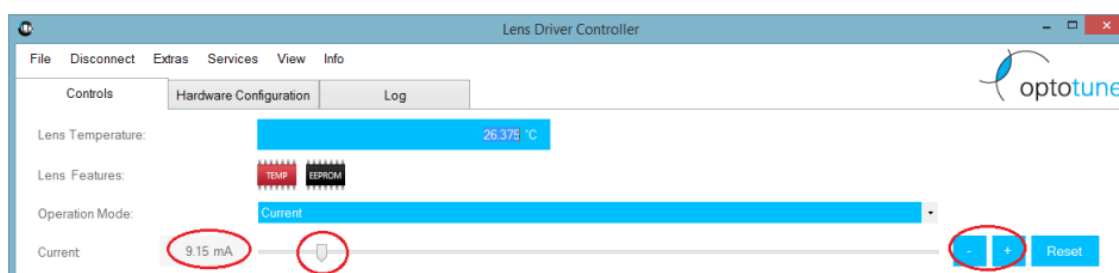 Lens Driver Controller
File Disconnect Extras Services View Info
optotune
Controls Hardware Configuration Log
Lens Temperature: 26.375 °C
Lens Features: TEMP EEPROM
Operation Mode: Current
Current: 9.15 mA - + Reset